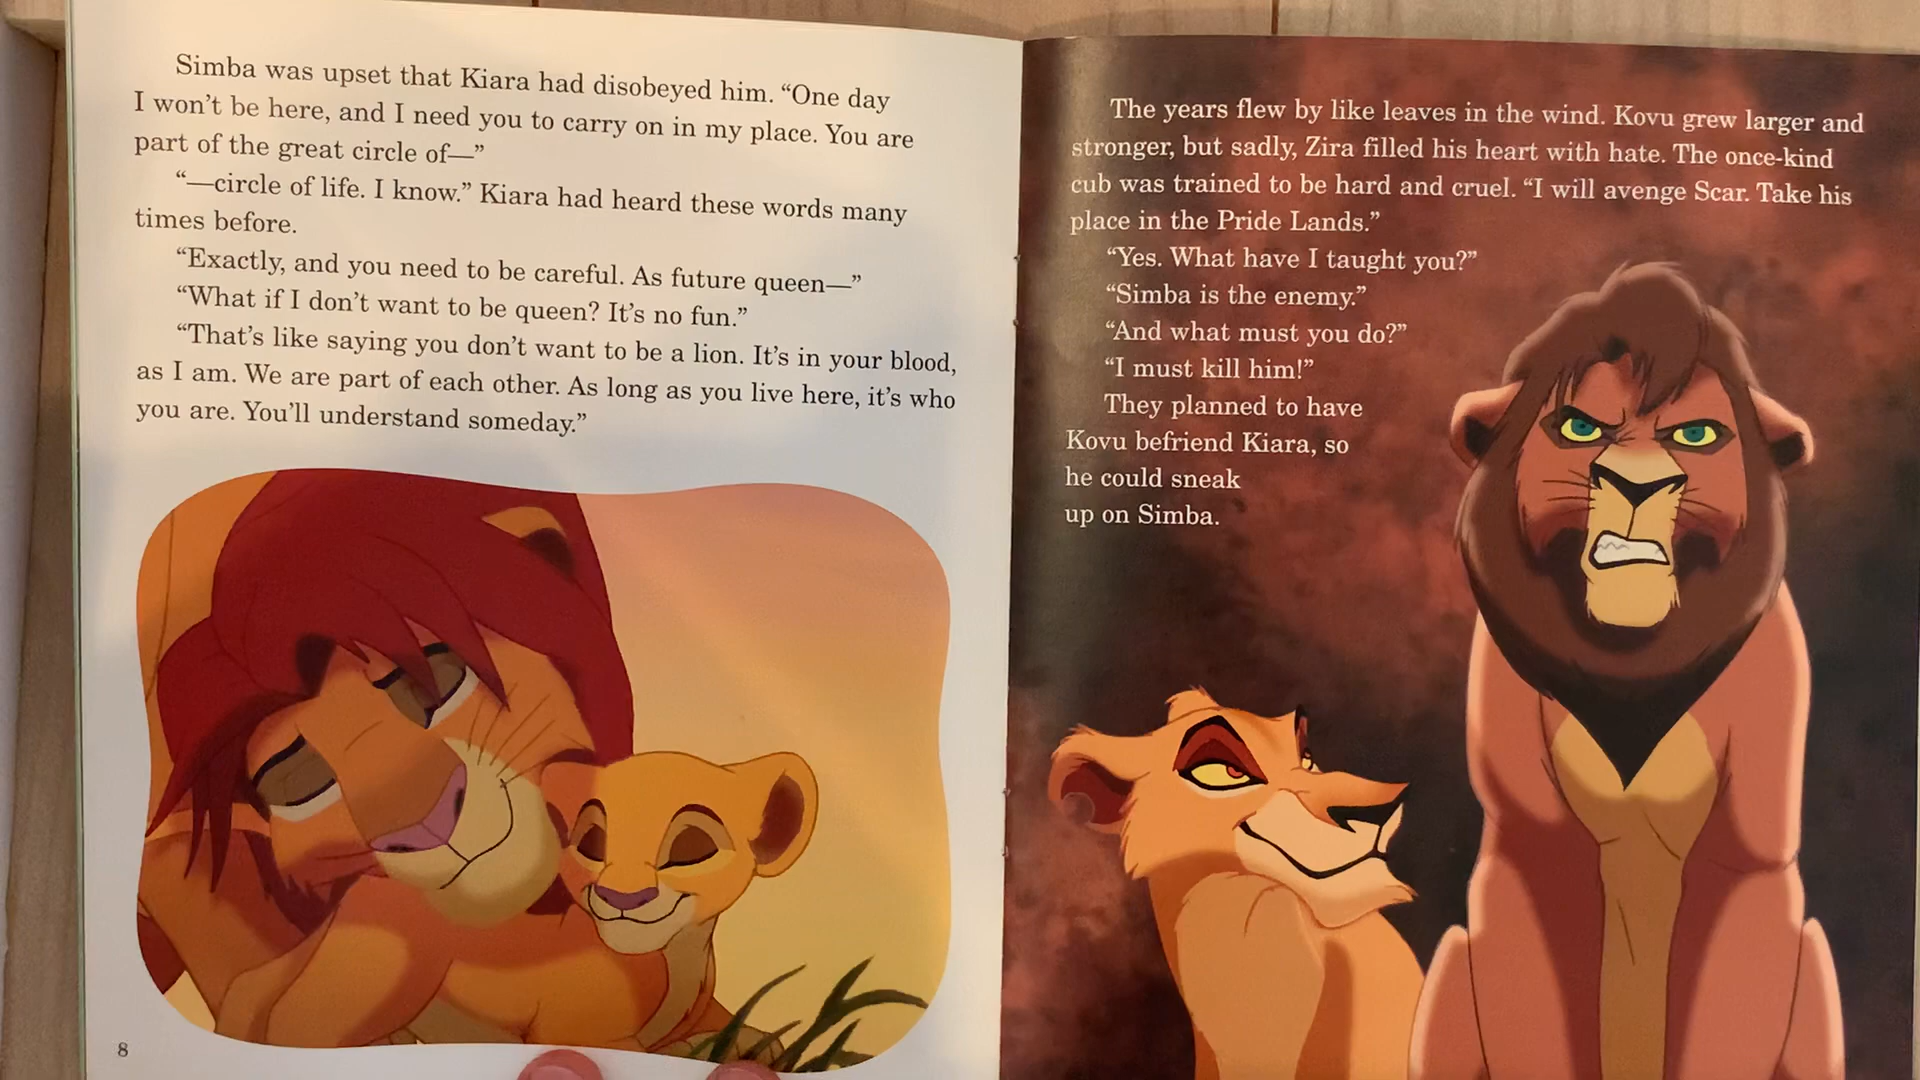 Simba was upset that Kiara had disobeyed him. “One day
I won’t be here, and I need you to carry on in my place. You are
part of the great circle of—”
“—circle of life. I know.” Kiara had heard these words many
times before.
“Exactly, and you need to be careful. As future queen—”
“What if I don’t want to be queen? It’s no fun.”
“That’s like saying you don’t want to be a lion. It’s in your blood,
as I am. We are part of each other. As long as you live here, it’s who
you are. You’ll understand someday.”
8
The years flew by like leaves in the wind. Kovu grew larger and
stronger, but sadly, Zira filled his heart with hate. The once-kind
cub was trained to be hard and cruel. “I will avenge Scar. Take his
place in the Pride Lands.”
“Yes. What have I taught you?”
“Simba is the enemy.”
“And what must you do?”
“I must kill him!”
They planned to have
Kovu befriend Kiara, so
he could sneak
up on Simba.